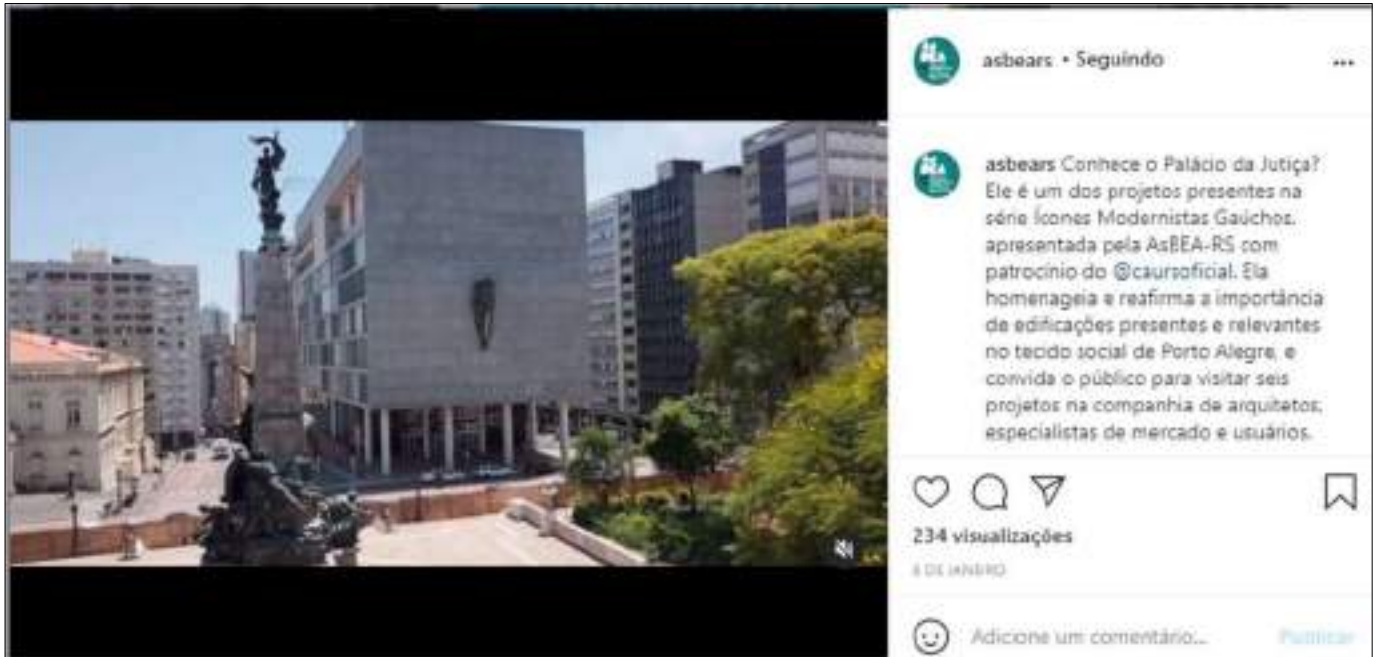 asbears • Seguindo
...
asbears Conhece o Palácio da Jutiça?
Ele é um dos projetos presentes na
série Ícones Modernistas Gaúchos,
apresentada pela AsBEA-RS com
patrocínio do @caursoficial. Ela
homenageia e reafirma a importância
de edificações presentes e relevantes
no tecido social de Porto Alegre, e
convida o público para visitar seis
projetos na companhia de arquitetos,
especialistas de mercado e usuários.
234 visualizações
DE JANEIRO
Adicione um comentário...
Publicar